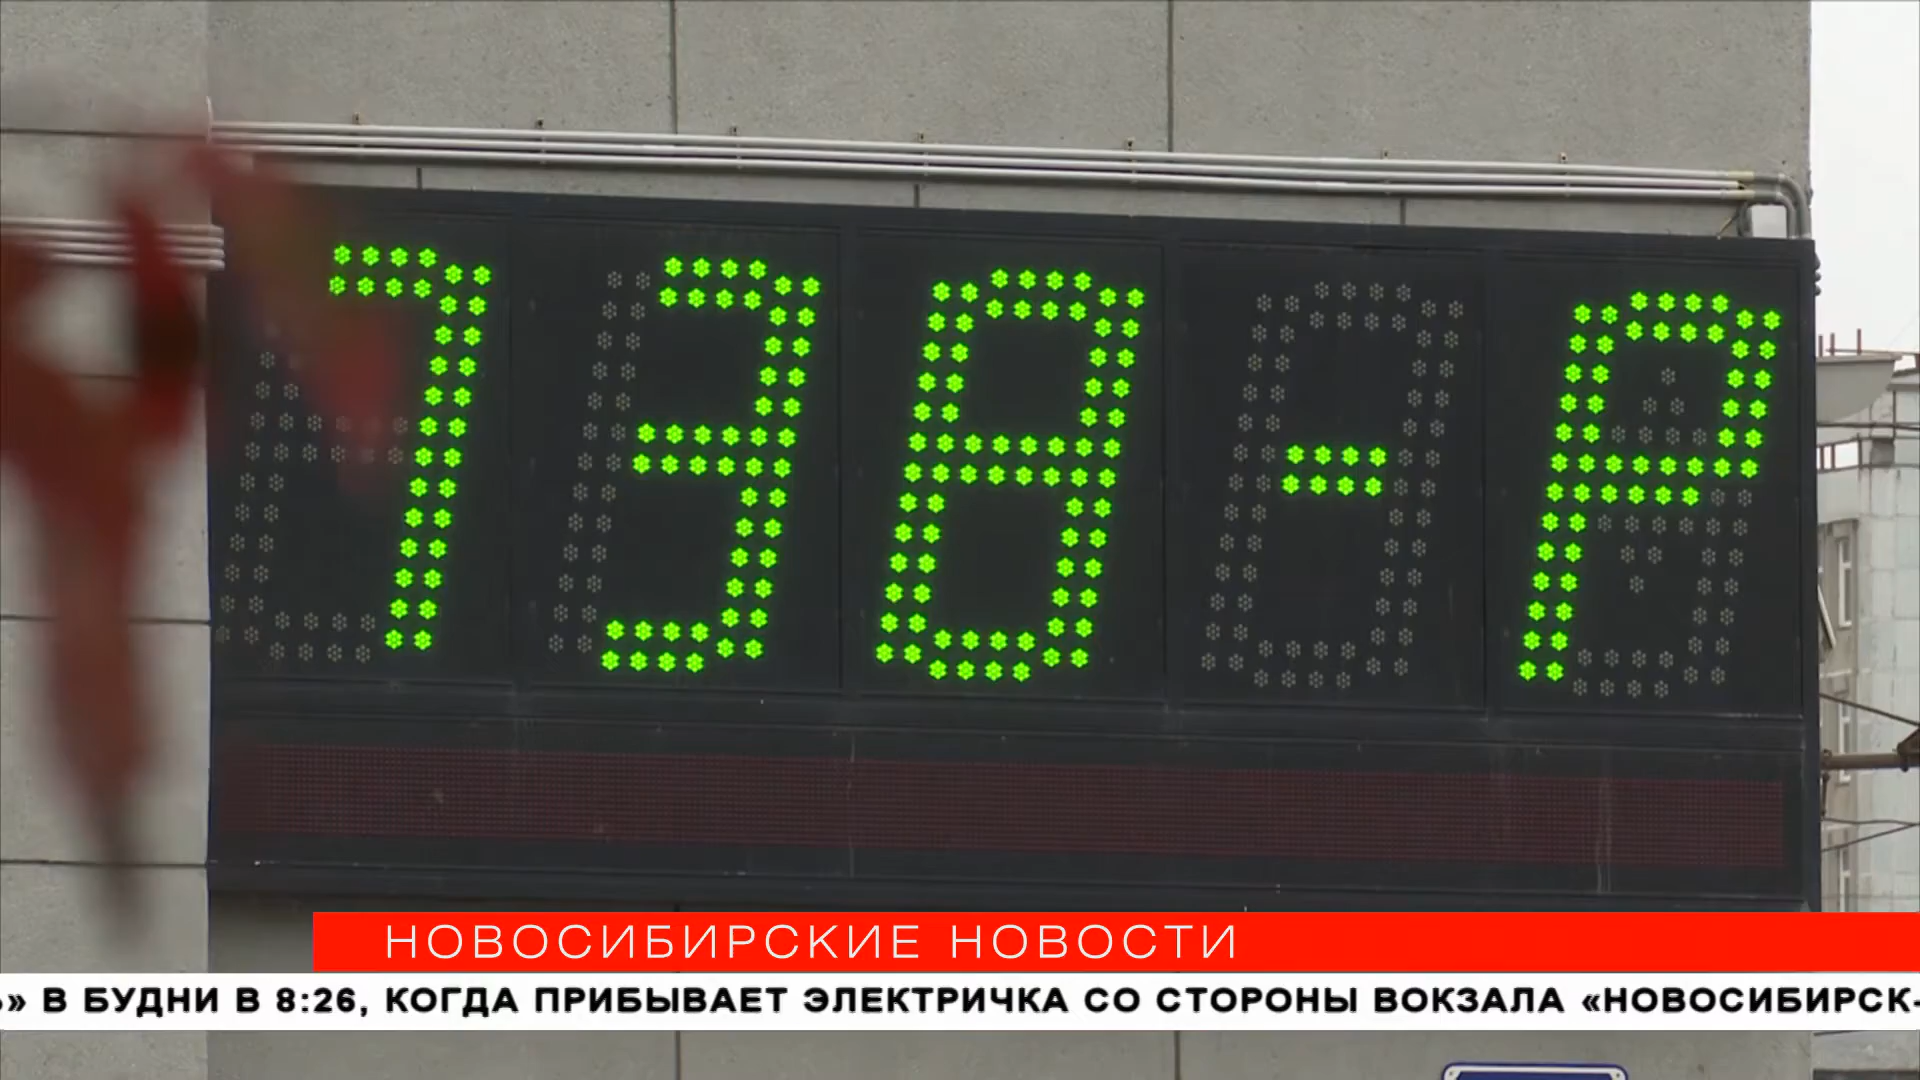 738-Р
НОВОСИБИРСКИЕ НОВОСТИ
» В БУДНИ В 8:26, КОГДА ПРИБЫВАЕТ ЭЛЕКТРИЧКА СО СТОРОНЫ ВОКЗАЛА «НОВОСИБИРСК-